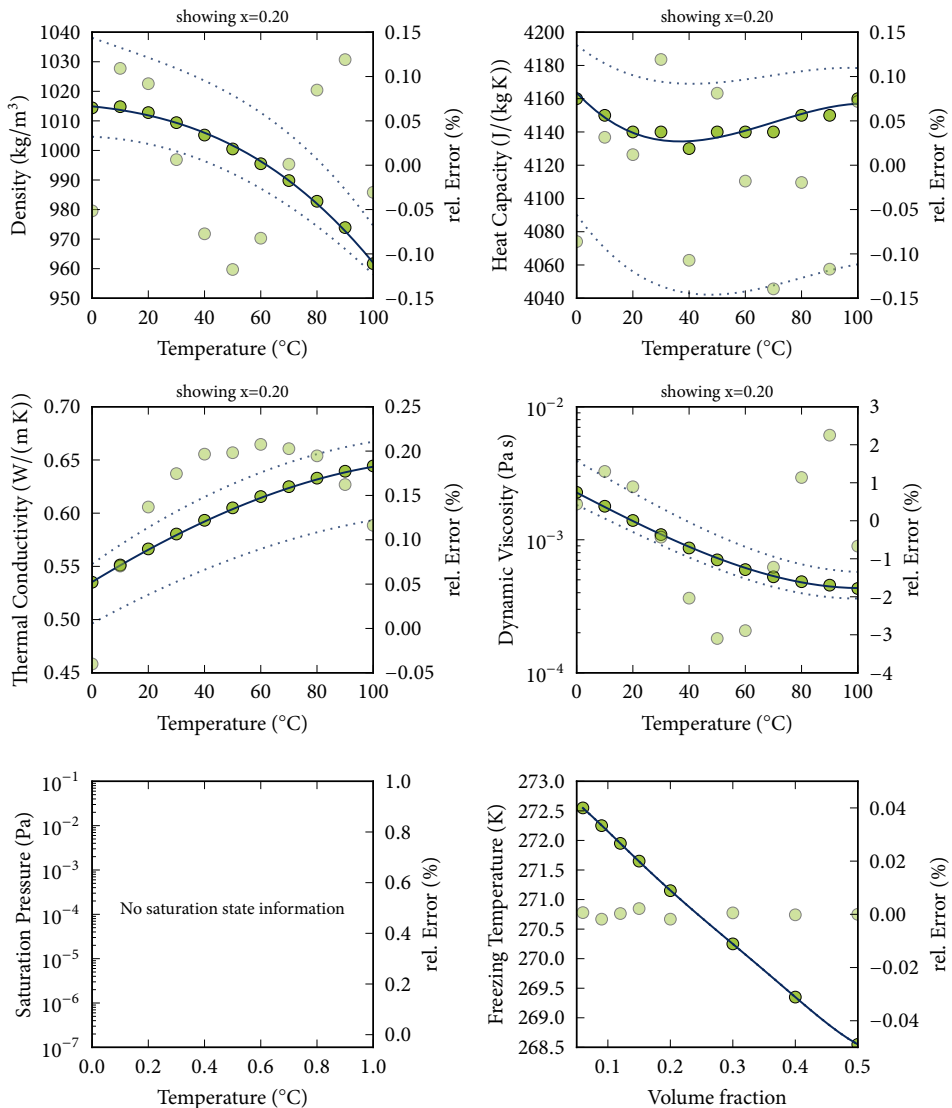 showing x=0.20
1040
1030
1020
1010
1000
990
980
970
960
950
0.15
0.10
0.05
0.00
−0.05
−0.10
−0.15
0 20 40 60 80 100
Density (kg/m³)
rel. Error (%)
Temperature (°C)
showing x=0.20
4200
4180
4160
4140
4120
4100
4080
4060
4040
0.15
0.10
0.05
0.00
−0.05
−0.10
−0.15
0 20 40 60 80 100
Heat Capacity (J/(kg K))
rel. Error (%)
Temperature (°C)
showing x=0.20
0.70
0.65
0.60
0.55
0.50
0.45
0.25
0.20
0.15
0.10
0.05
0.00
−0.05
0 20 40 60 80 100
Thermal Conductivity (W/(m K))
rel. Error (%)
Temperature (°C)
showing x=0.20
10⁻²
10⁻³
10⁻⁴
3
2
1
0
−1
−2
−3
−4
0 20 40 60 80 100
Dynamic Viscosity (Pa s)
rel. Error (%)
Temperature (°C)
10⁻¹
10⁻²
10⁻³
10⁻⁴
10⁻⁵
10⁻⁶
10⁻⁷
1.0
0.8
0.6
0.4
0.2
0.0
No saturation state information
0.0 0.2 0.4 0.6 0.8 1.0
Saturation Pressure (Pa)
rel. Error (%)
Temperature (°C)
273.0
272.5
272.0
271.5
271.0
270.5
270.0
269.5
269.0
268.5
0.04
0.02
0.00
−0.02
−0.04
0.1 0.2 0.3 0.4 0.5
Freezing Temperature (K)
rel. Error (%)
Volume fraction